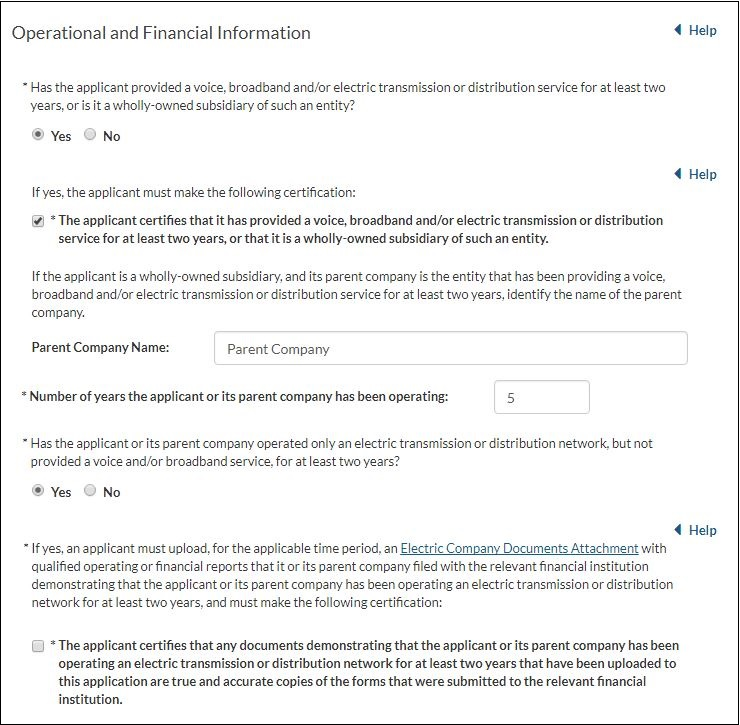 Operational and Financial Information
Help
* Has the applicant provided a voice, broadband and/or electric transmission or distribution service for at least two
years, or is it a wholly-owned subsidiary of such an entity?
Yes No
Help
If yes, the applicant must make the following certification:
* The applicant certifies that it has provided a voice, broadband and/or electric transmission or distribution
service for at least two years, or that it is a wholly-owned subsidiary of such an entity.
If the applicant is a wholly-owned subsidiary, and its parent company is the entity that has been providing a voice,
broadband and/or electric transmission or distribution service for at least two years, identify the name of the parent
company.
Parent Company Name: Parent Company
* Number of years the applicant or its parent company has been operating: 5
* Has the applicant or its parent company operated only an electric transmission or distribution network, but not
provided a voice and/or broadband service, for at least two years?
Yes No
Help
* If yes, an applicant must upload, for the applicable time period, an Electric Company Documents Attachment with
qualified operating or financial reports that it or its parent company filed with the relevant financial institution
demonstrating that the applicant or its parent company has been operating an electric transmission or distribution
network for at least two years, and must make the following certification:
* The applicant certifies that any documents demonstrating that the applicant or its parent company has been
operating an electric transmission or distribution network for at least two years that have been uploaded to
this application are true and accurate copies of the forms that were submitted to the relevant financial
institution.